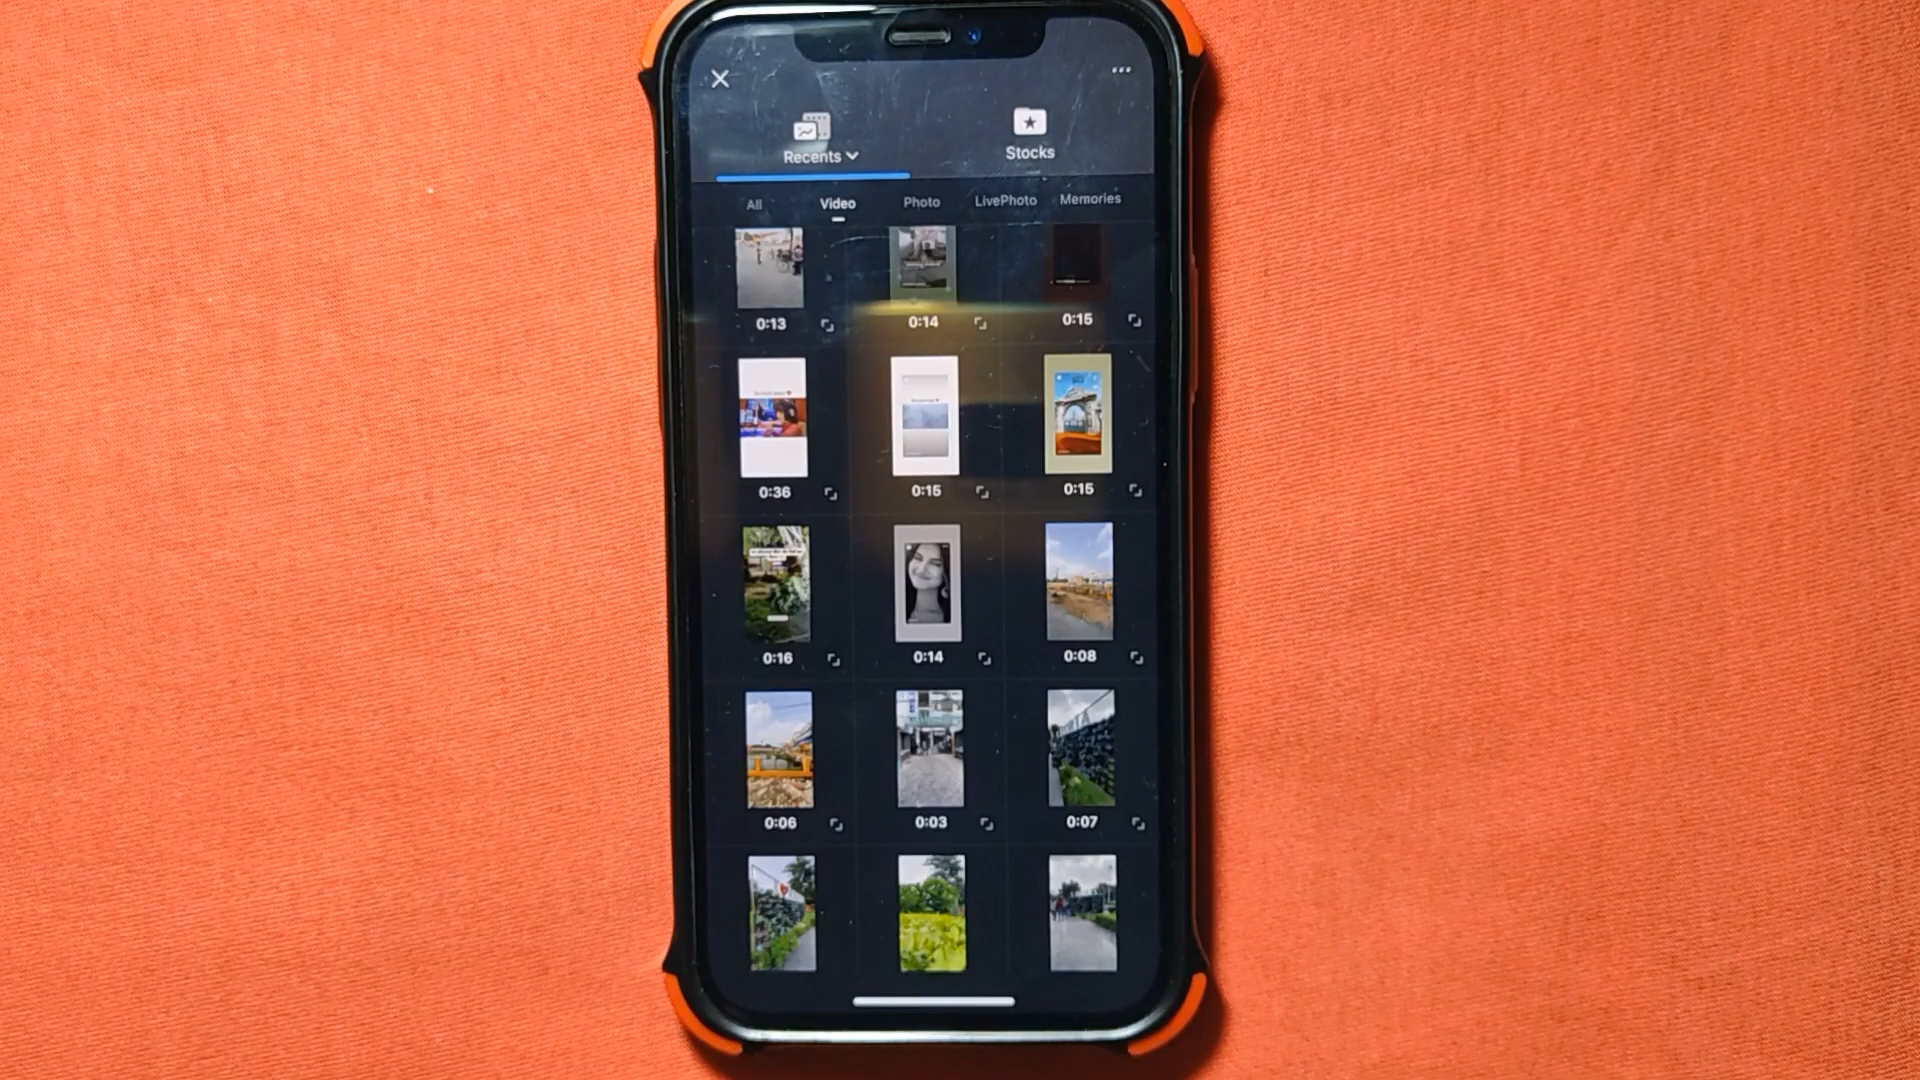 Recents
Stocks
All Video Photo LivePhoto Memories
0:13 0:14 0:15
0:36 0:15 0:15
0:16 0:14 0:08
0:06 0:03 0:07